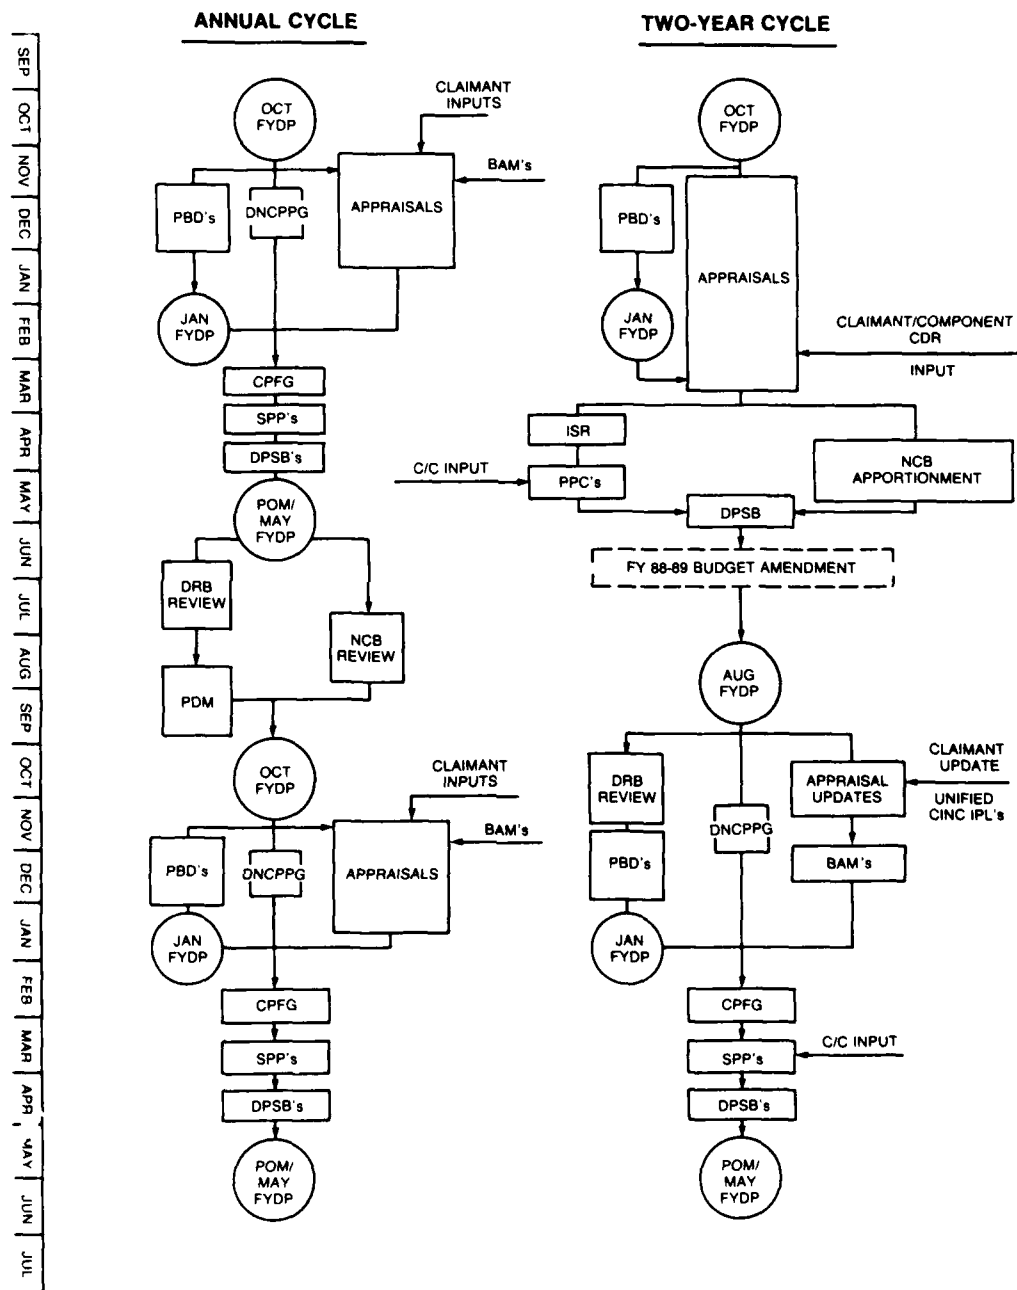 ANNUAL CYCLE
TWO-YEAR CYCLE
SEP
OCT
NOV
DEC
JAN
FEB
MAR
APR
MAY
JUN
JUL
AUG
SEP
OCT
NOV
DEC
JAN
FEB
MAR
APR
MAY
JUN
JUL
OCT
FYDP
CLAIMANT
INPUTS
BAM's
PBD's
DNCPPG
APPRAISALS
JAN
FYDP
CPFG
SPP's
DPSB's
POM/
MAY
FYDP
DRB
REVIEW
NCB
REVIEW
PDM
OCT
FYDP
CLAIMANT
INPUTS
BAM's
PBD's
DNCPPG
APPRAISALS
JAN
FYDP
CPFG
SPP's
DPSB's
POM/
MAY
FYDP
OCT
FYDP
PBD's
APPRAISALS
JAN
FYDP
CLAIMANT/COMPONENT
CDR
INPUT
ISR
NCB
APPORTIONMENT
C/C INPUT
PPC's
DPSB
FY 88-89 BUDGET AMENDMENT
AUG
FYDP
DRB
REVIEW
APPRAISAL
UPDATES
CLAIMANT
UPDATE
UNIFIED
CINC IPL's
DNCPPG
PBD's
BAM's
JAN
FYDP
CPFG
SPP's
C/C INPUT
DPSB's
POM/
MAY
FYDP